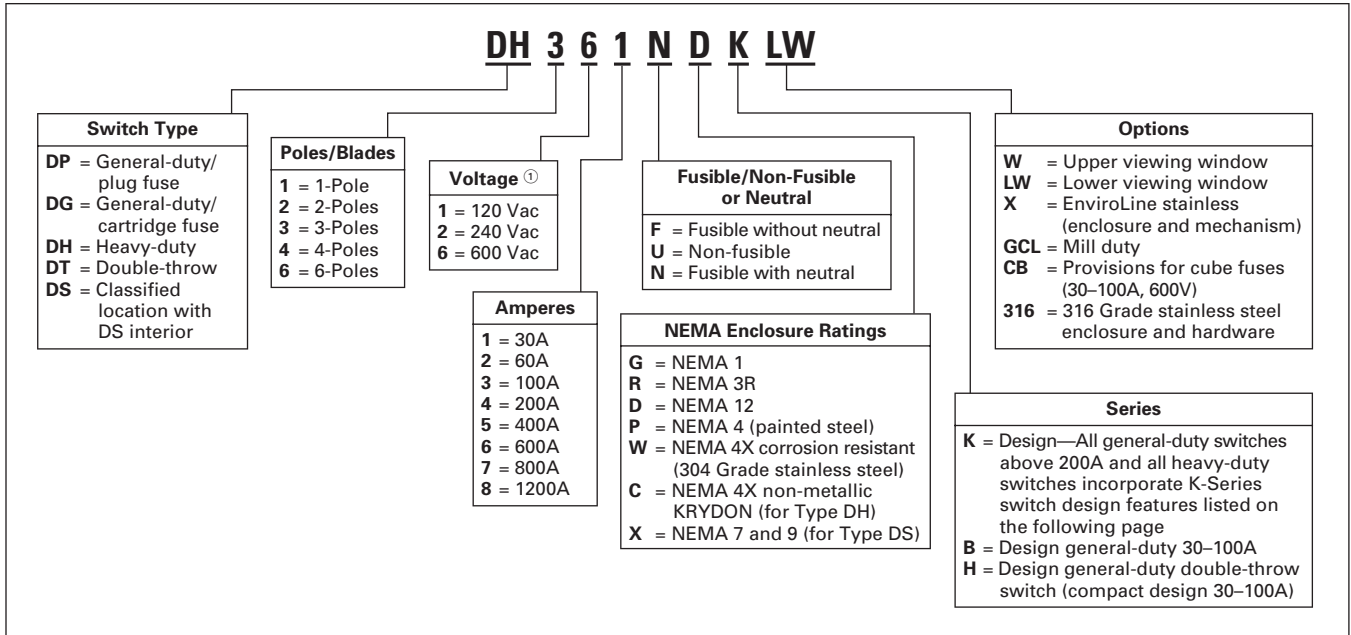 DH 3 6 1 N D K LW
Switch Type
DP = General-duty/
plug fuse
DG = General-duty/
cartridge fuse
DH = Heavy-duty
DT = Double-throw
DS = Classified
location with
DS interior
Poles/Blades
1 = 1-Pole
2 = 2-Poles
3 = 3-Poles
4 = 4-Poles
6 = 6-Poles
Voltage ①
1 = 120 Vac
2 = 240 Vac
6 = 600 Vac
Amperes
1 = 30A
2 = 60A
3 = 100A
4 = 200A
5 = 400A
6 = 600A
7 = 800A
8 = 1200A
Fusible/Non-Fusible
or Neutral
F = Fusible without neutral
U = Non-fusible
N = Fusible with neutral
NEMA Enclosure Ratings
G = NEMA 1
R = NEMA 3R
D = NEMA 12
P = NEMA 4 (painted steel)
W = NEMA 4X corrosion resistant
(304 Grade stainless steel)
C = NEMA 4X non-metallic
KRYDON (for Type DH)
X = NEMA 7 and 9 (for Type DS)
Options
W = Upper viewing window
LW = Lower viewing window
X = EnviroLine stainless
(enclosure and mechanism)
GCL = Mill duty
CB = Provisions for cube fuses
(30–100A, 600V)
316 = 316 Grade stainless steel
enclosure and hardware
Series
K = Design—All general-duty switches
above 200A and all heavy-duty
switches incorporate K-Series
switch design features listed on
the following page
B = Design general-duty 30–100A
H = Design general-duty double-throw
switch (compact design 30–100A)